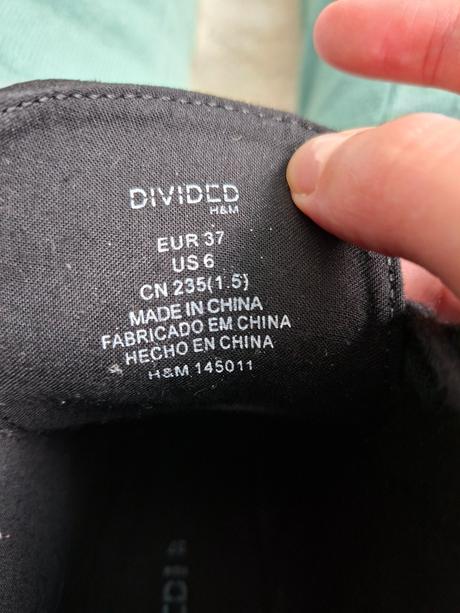 DIVIDED
H&M
EUR 37
US 6
CN 235(1.5)
MADE IN CHINA
FABRICADO EM CHINA
HECHO EN CHINA
H&M 145011